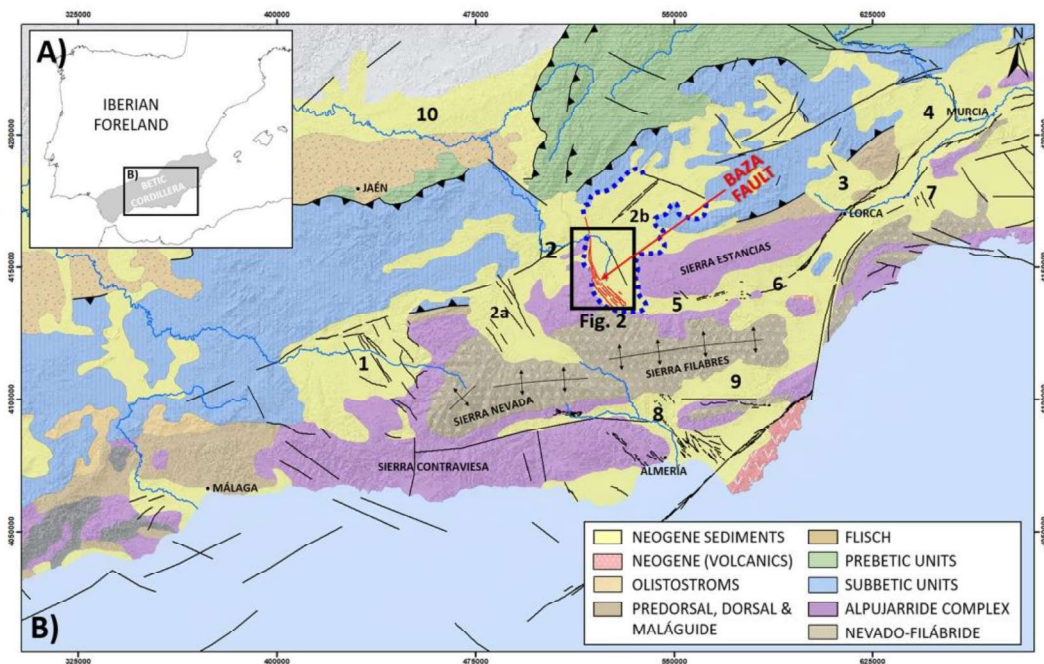 325000
400000
475000
550000
625000
A)
IBERIAN
FORELAND
B)
BETIC
CORDILLERA
N
10
4
MURCIA
4200000
JAÉN
BAZA
FAULT
3
7
LORCA
2b
2
SIERRA ESTANCIAS
4150000
6
5
Fig. 2
2a
1
SIERRA FILABRES
9
SIERRA NEVADA
4100000
8
SIERRA CONTRAVIESA
ALMERÍA
MÁLAGA
4050000
NEOGENE SEDIMENTS
NEOGENE (VOLCANICS)
OLISTOSTROMS
PREDORSAL, DORSAL &
MALÁGUIDE
FLISCH
PREBETIC UNITS
SUBBETIC UNITS
ALPUJARRIDE COMPLEX
NEVADO-FILÁBRIDE
B)
325000
400000
475000
550000
625000